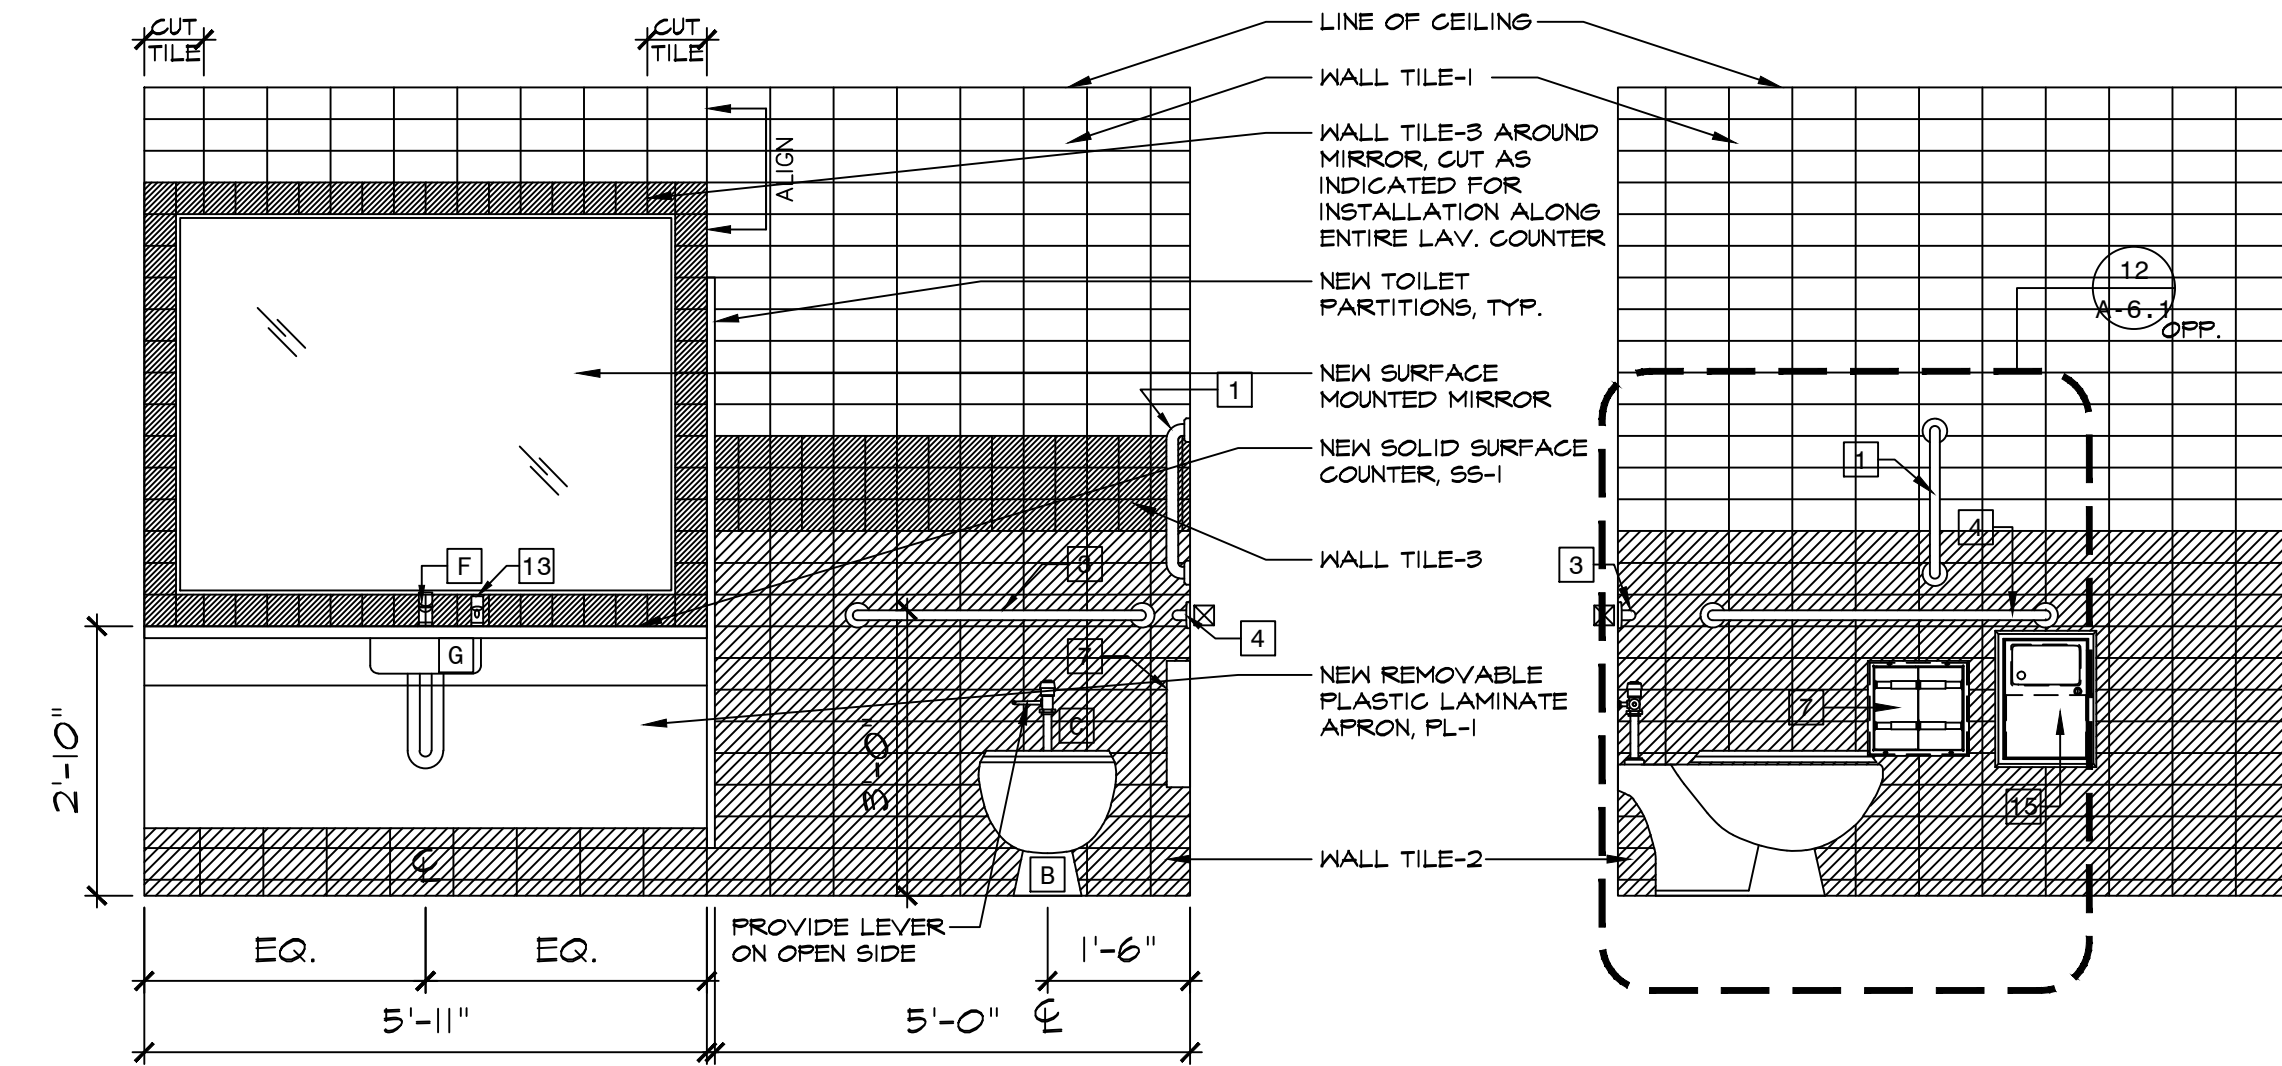 CUT
TILE
CUT
TILE
ALIGN
LINE OF CEILING
WALL TILE-1
WALL TILE-3 AROUND
MIRROR, CUT AS
INDICATED FOR
INSTALLATION ALONG
ENTIRE LAV. COUNTER
NEW TOILET
PARTITIONS, TYP.
NEW SURFACE
MOUNTED MIRROR
NEW SOLID SURFACE
COUNTER, SS-1
WALL TILE-3
NEW REMOVABLE
PLASTIC LAMINATE
APRON, PL-1
WALL TILE-2
1
F
13
3
G
7
4
C
B
2'-10"
3'-0"
℄
PROVIDE LEVER
ON OPEN SIDE
EQ.
EQ.
1'-6"
5'-11"
5'-0"
℄
12
A-6.1
OPP.
1
4
3
7
15